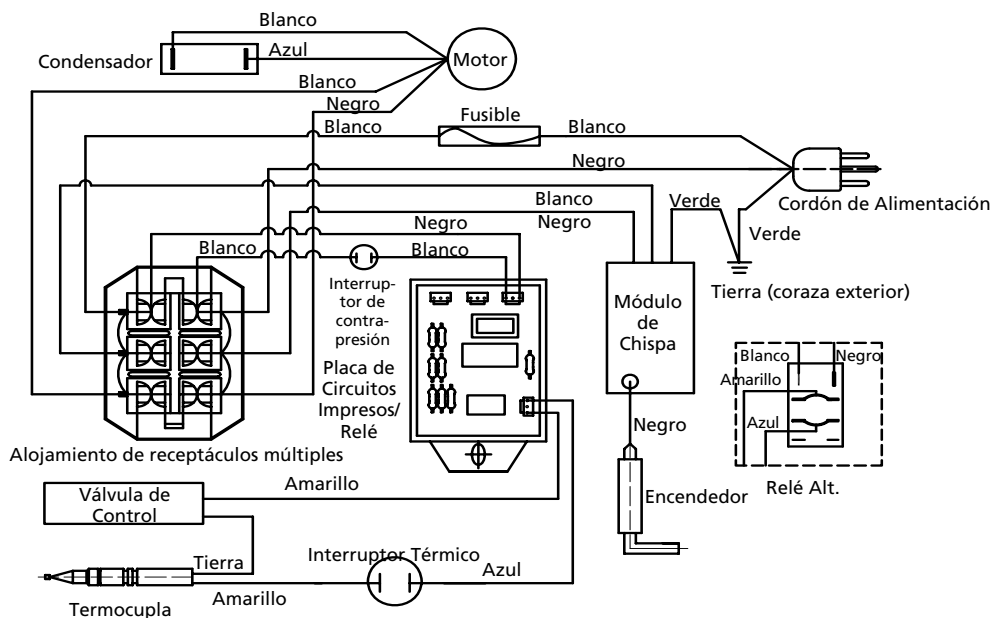 Blanco
Condensador
Azul
Motor
Blanco
Negro
Fusible
Blanco
Blanco
Negro
Cordón de Alimentación
Blanco
Negro
Verde
Verde
Negro
Blanco
Blanco
Interrup-
tor de
contra-
presión
Tierra (coraza exterior)
Módulo
de
Chispa
Placa de
Circuitos
Impresos/
Relé
Blanco
Negro
Amarillo
Azul
Relé Alt.
Negro
Encendedor
Alojamiento de receptáculos múltiples
Amarillo
Válvula de
Control
Tierra
Interruptor Térmico
Azul
Amarillo
Termocupla